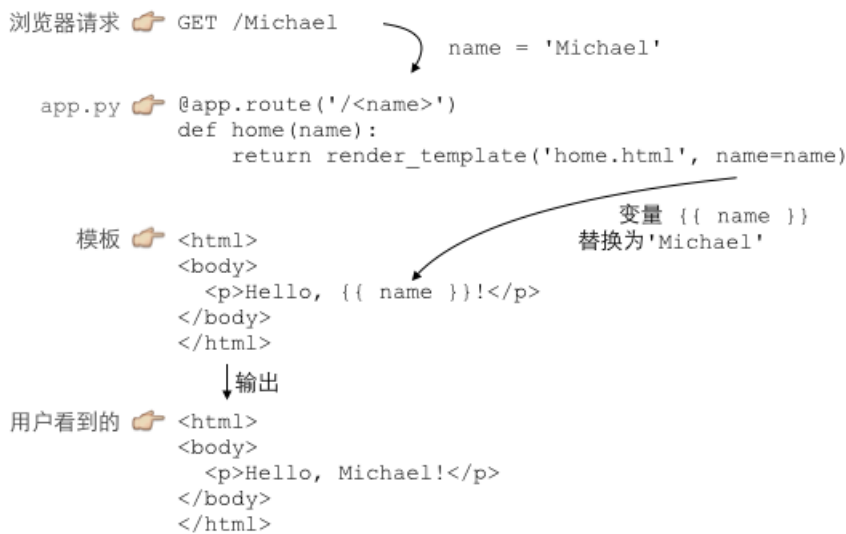 浏览器请求 GET /Michael
name = 'Michael'
app.py @app.route('/<name>')
def home(name):
return render_template('home.html', name=name)
变量 {{ name }}
替换为'Michael'
模板 <html>
<body>
<p>Hello, {{ name }}!</p>
</body>
</html>
输出
用户看到的 <html>
<body>
<p>Hello, Michael!</p>
</body>
</html>